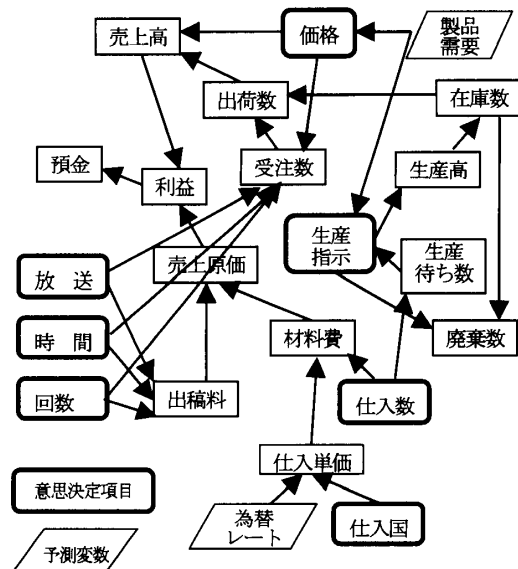 売上高
価格
製品
需要
出荷数
在庫数
預金
利益
受注数
生産高
生産
指示
生産
待ち数
放 送
売上原価
時 間
材料費
廃棄数
回数
出稿料
仕入数
仕入単価
意思決定項目
為替
レート
仕入国
予測変数